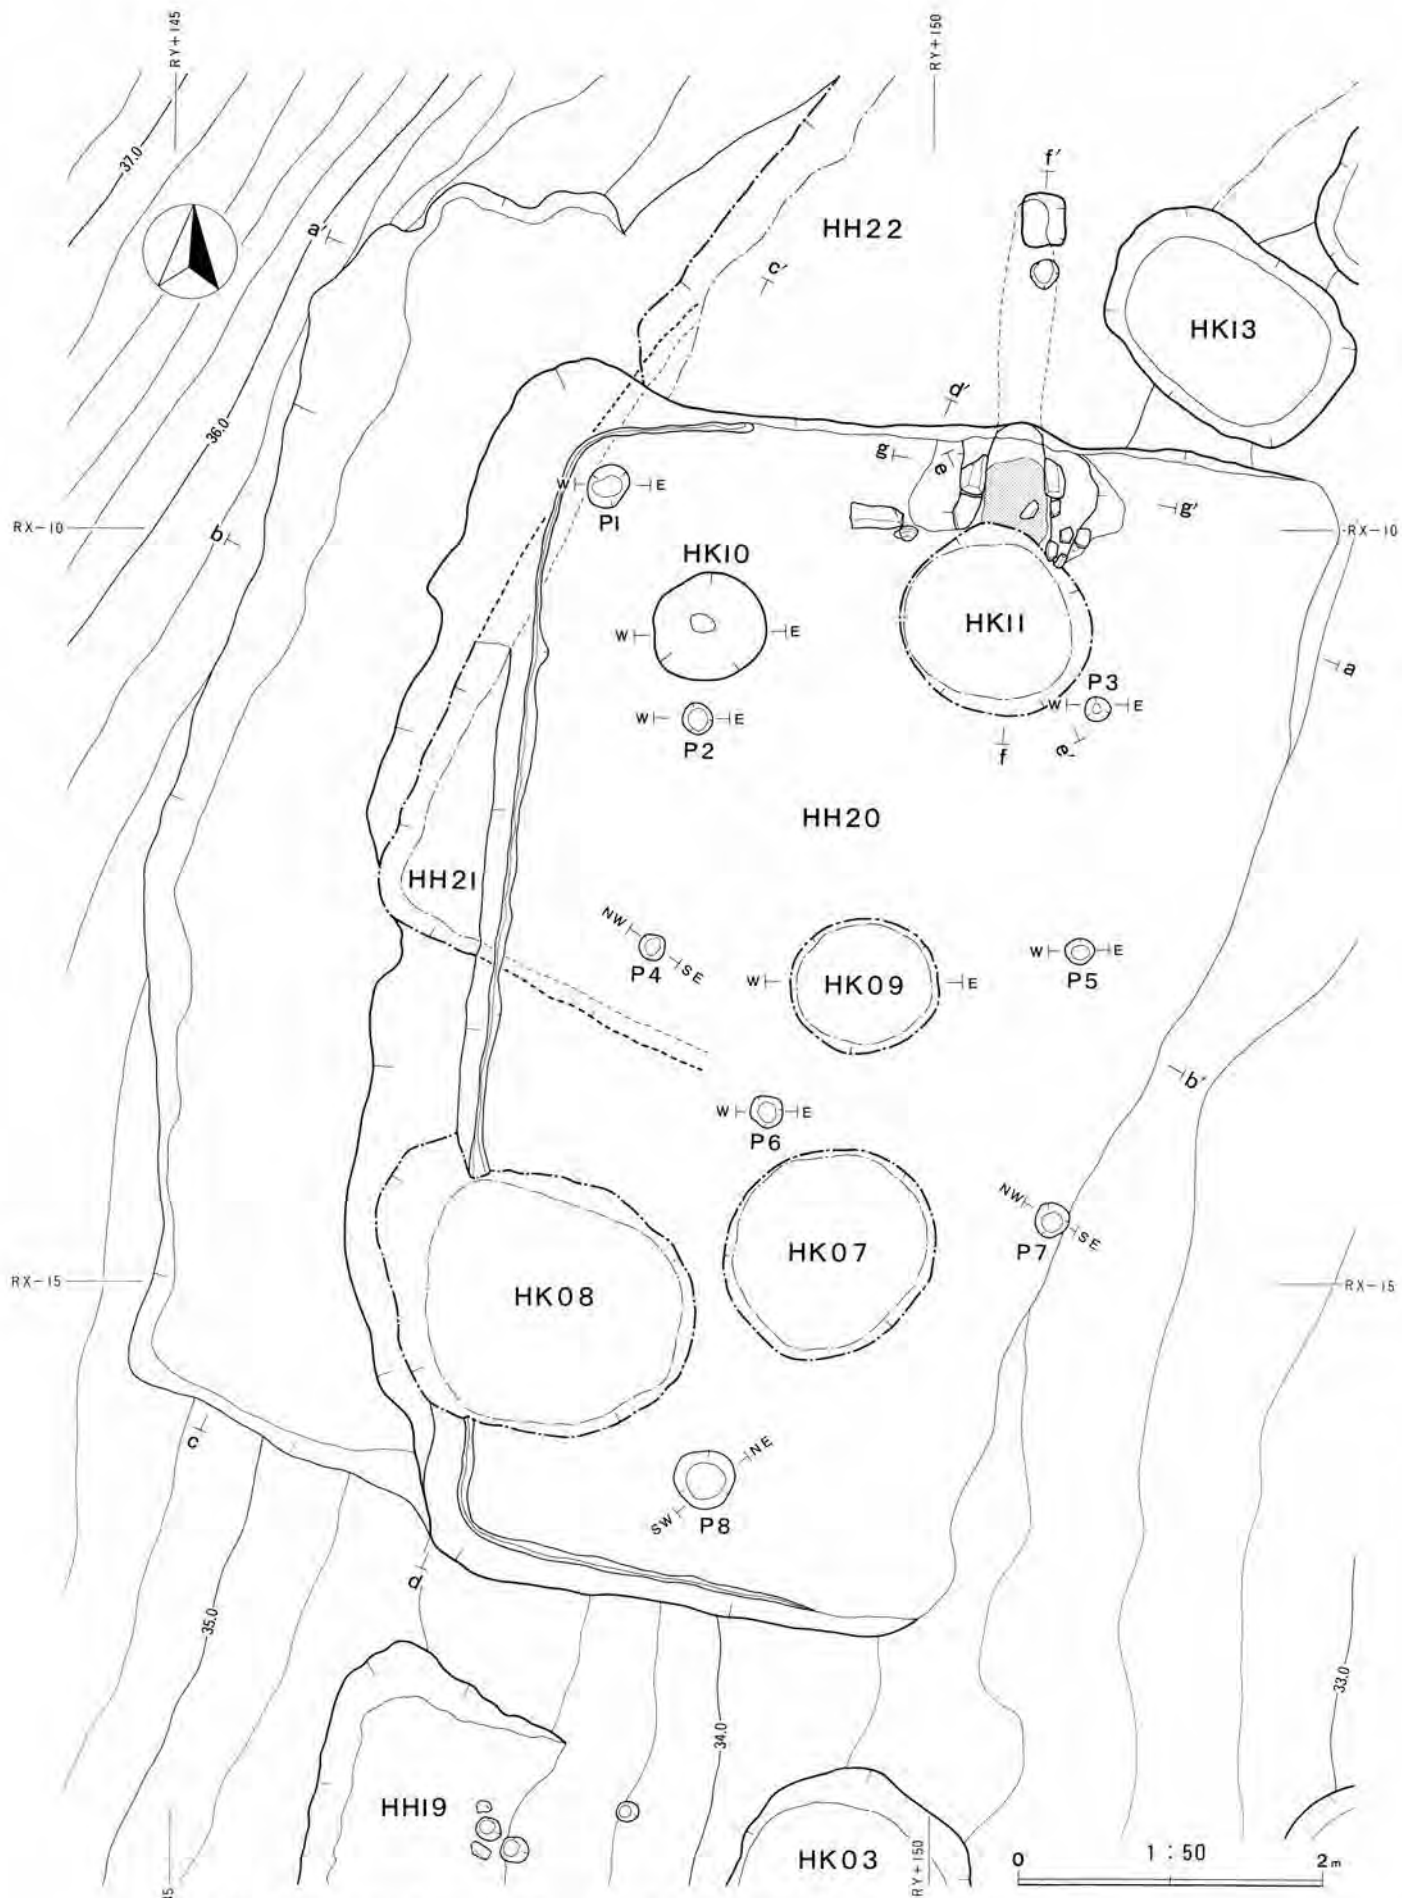 RY+145
RY+150
37.0
f'
a'
HH22
c'
HK13
36.0
d'
g
e
W
E
P1
g'
RX-10
RX-10
b
HK10
HK11
W
E
a
P3
W
E
W
E
P2
f
e'
HH20
HH21
NW
SE
P4
W
HK09
E
W
E
P5
b'
W
E
P6
NW
SE
P7
HK07
RX-15
RX-15
HK08
c
NE
SW
P8
d
35.0
34.0
33.0
HH19
HK03
RY+150
1:50
0
2m
45